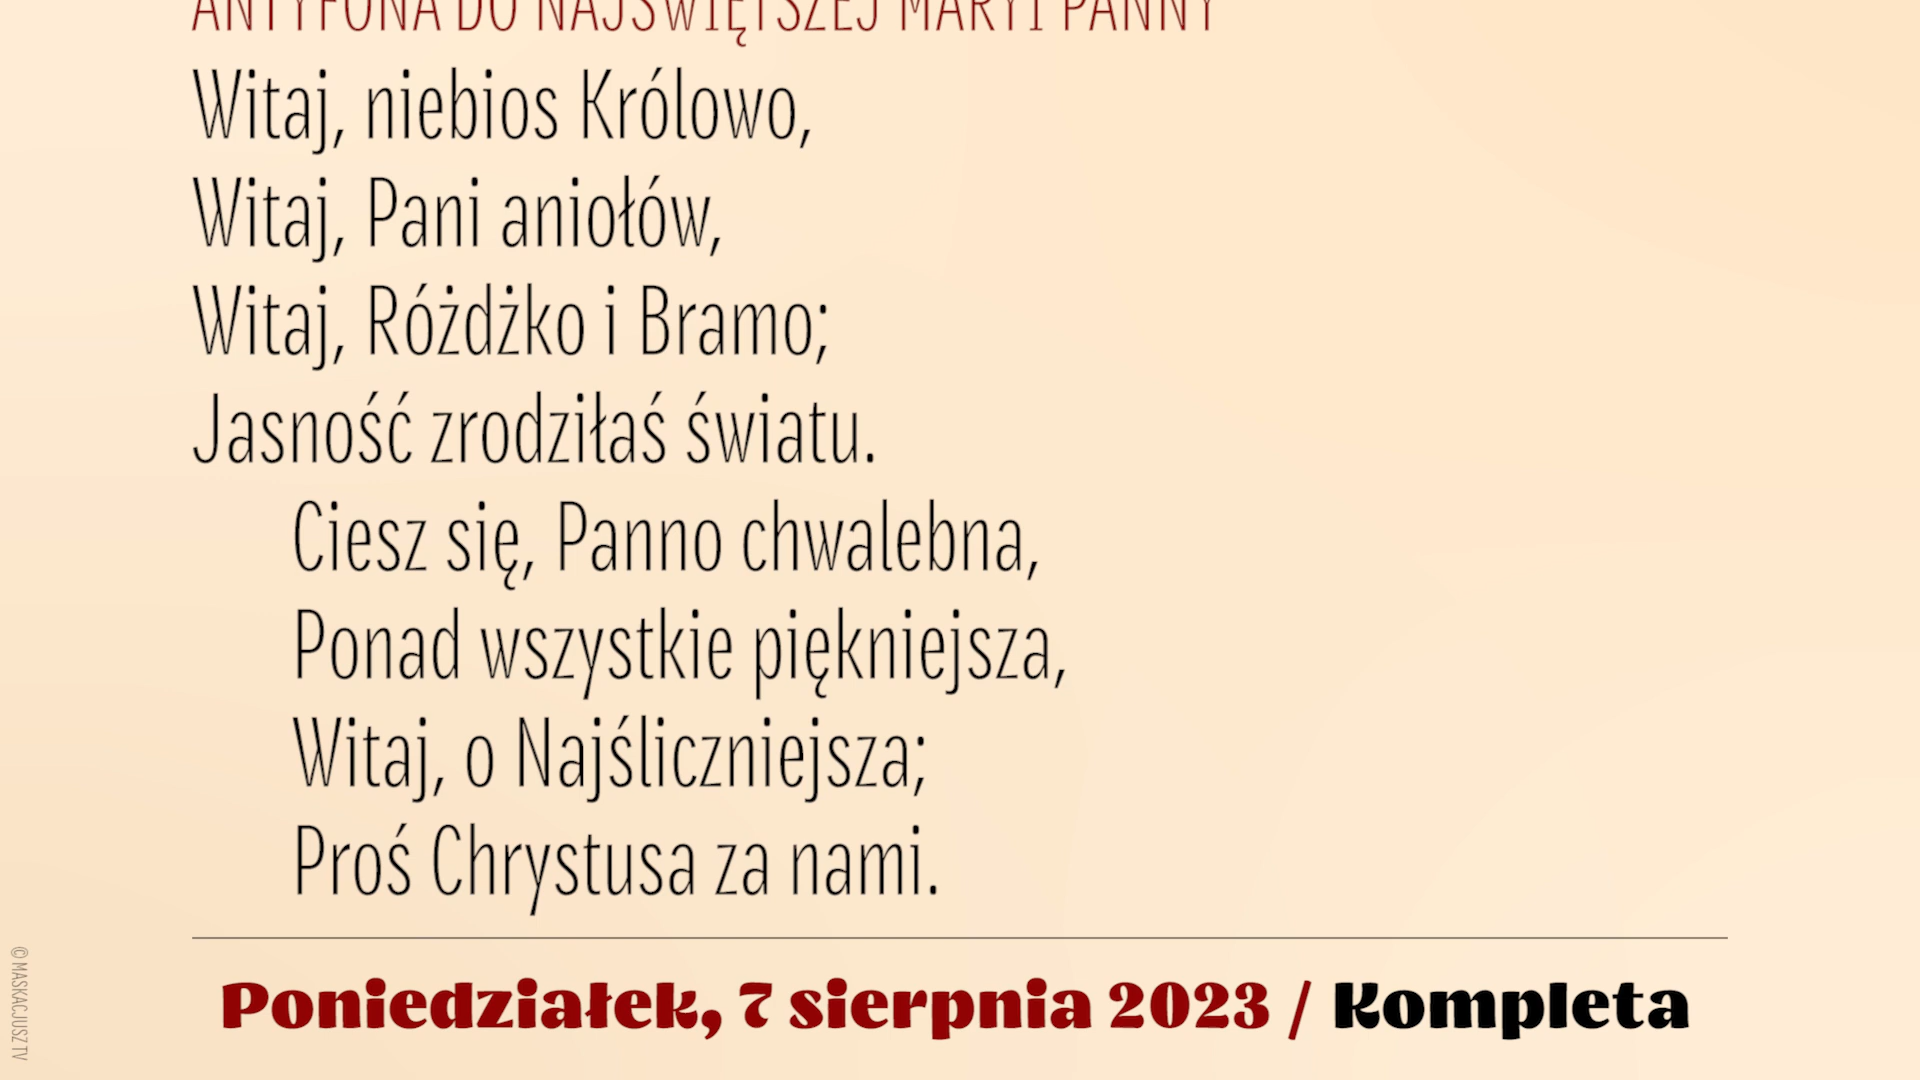 ANTYFONA DO NAJŚWIĘTSZEJ MARYI PANNY
Witaj, niebios Królowo,
Witaj, Pani aniołów,
Witaj, Różdżko i Bramo;
Jasność zrodziłaś światu.
Ciesz się, Panno chwalebna,
Ponad wszystkie piękniejsza,
Witaj, o Najśliczniejsza;
Proś Chrystusa za nami.
Poniedziałek, 7 sierpnia 2023 / Kompleta
© MASKACJUSZ TV